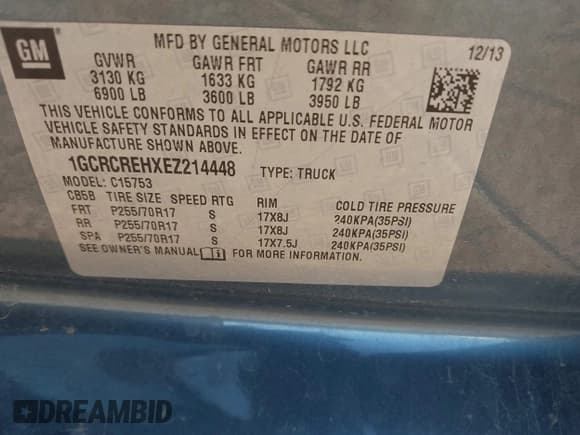 GM
MFD BY GENERAL MOTORS LLC 12/13
GVWR GAWR FRT GAWR RR
3130 KG 1633 KG 1792 KG
6900 LB 3600 LB 3950 LB
THIS VEHICLE CONFORMS TO ALL APPLICABLE U.S. FEDERAL MOTOR
VEHICLE SAFETY STANDARDS IN EFFECT ON THE DATE OF
MANUFACTURE SHOWN ABOVE.
1GCRCREHXEZ214448 TYPE: TRUCK
MODEL: C15753
CB5B TIRE SIZE SPEED RTG RIM COLD TIRE PRESSURE
FRT P255/70R17 S 17X8J 240KPA(35PSI)
RR P255/70R17 S 17X8J 240KPA(35PSI)
SPA P255/70R17 S 17X7.5J 240KPA(35PSI)
SEE OWNER'S MANUAL FOR ADDITIONAL INFORMATION.
DREAMBID